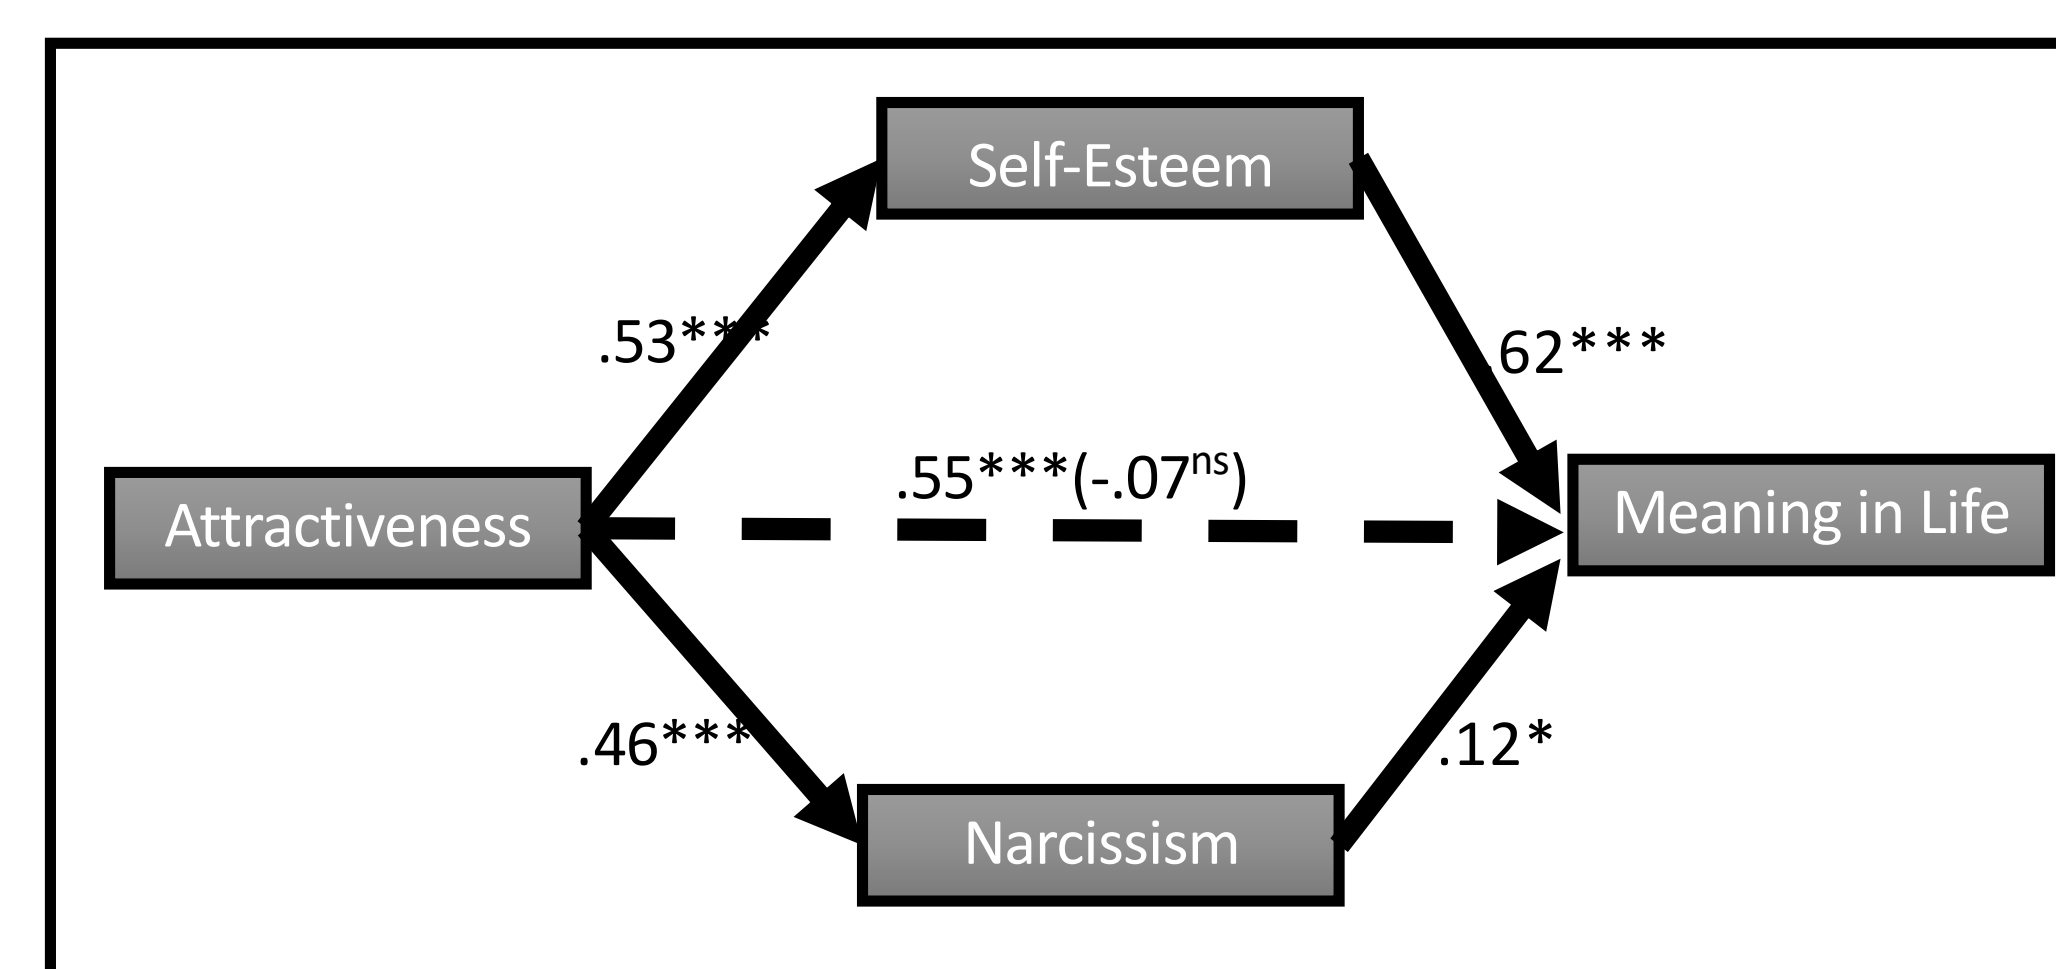 Self-Esteem
.53***
.62***
.55***(-.07ns)
Attractiveness
Meaning in Life
.46***
.12*
Narcissism